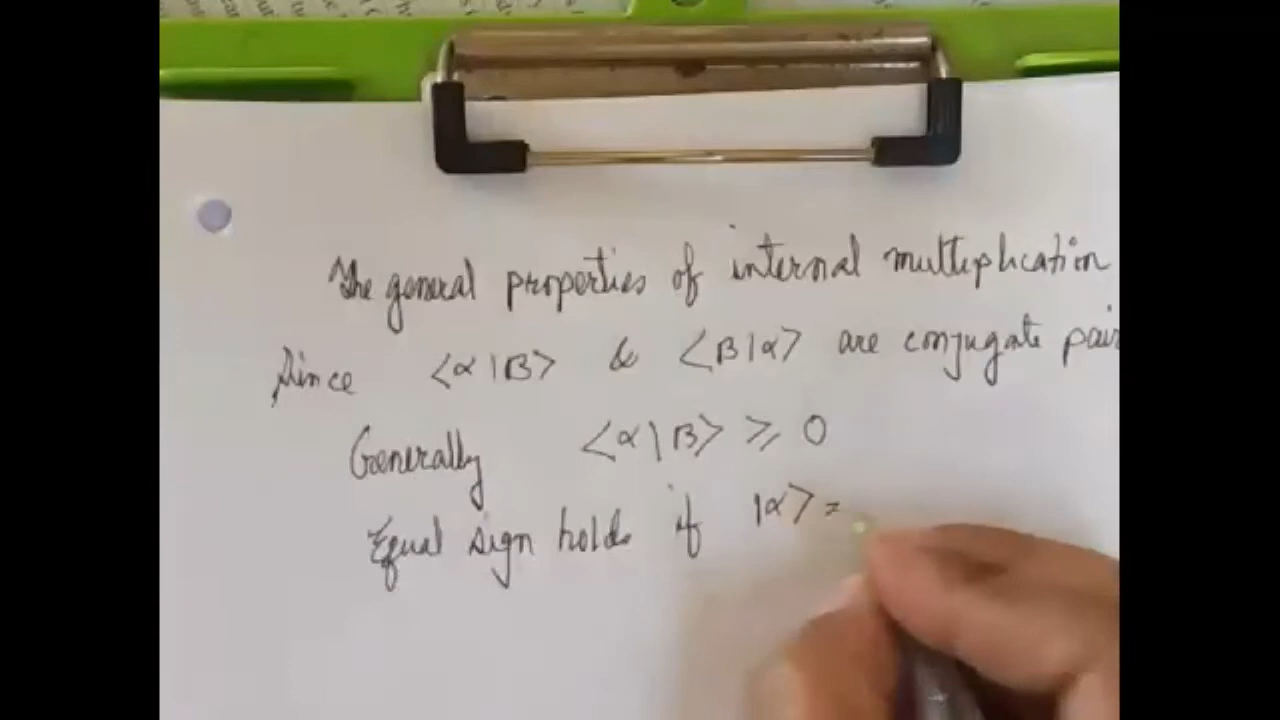 The general properties of internal multiplication
Since <α|β> & <β|α> are conjugate pair
Generally <α|β> ⩾ 0
Equal sign holds if |α> =